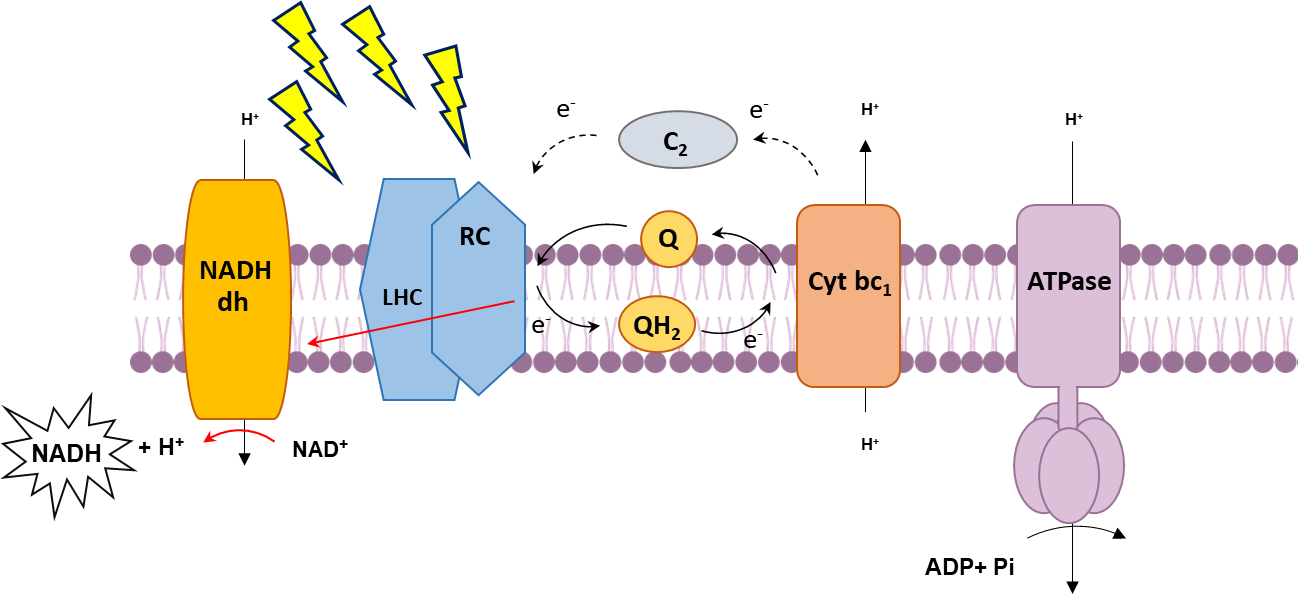 e⁻
e⁻
H⁺
H⁺
H⁺
C₂
RC
Q
NADH
dh
LHC
Cyt bc₁
ATPase
e⁻
QH₂
e⁻
NADH
+ H⁺
NAD⁺
H⁺
ADP+ Pi